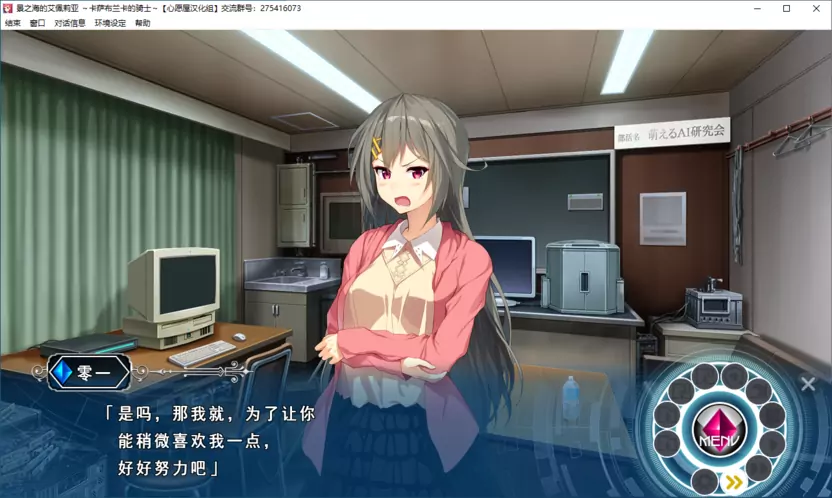 景之海的艾佩莉亚 ~卡萨布兰卡的骑士~【心愿屋汉化组】交流群号：275416073
结束 窗口 对话信息 环境设定 帮助
部活名 萌えるAI研究会
零一
「是吗，那我就，为了让你
能稍微喜欢我一点，
好好努力吧」
MENU